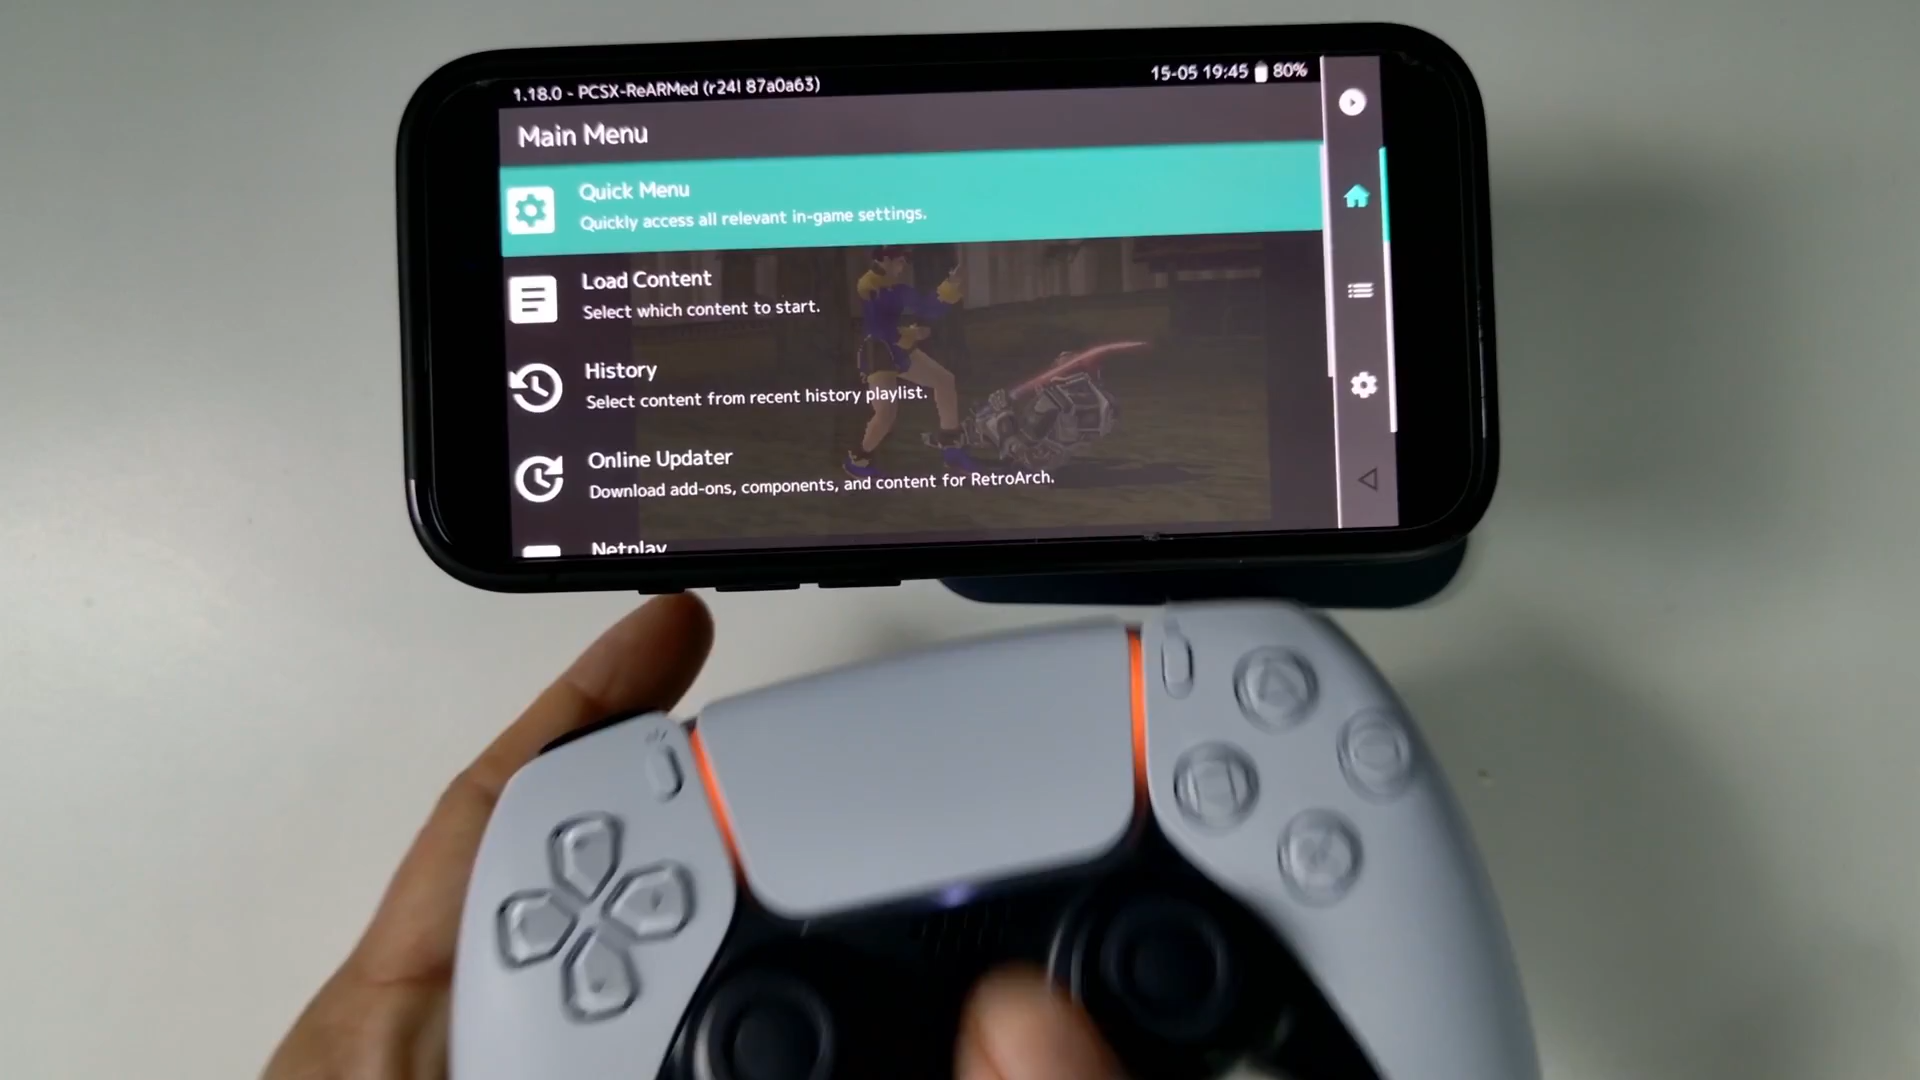 1.18.0 - PCSX-ReARMed (r24l 87a0a63)
15-05 19:45 80%
Main Menu
Quick Menu
Quickly access all relevant in-game settings.
Load Content
Select which content to start.
History
Select content from recent history playlist.
Online Updater
Download add-ons, components, and content for RetroArch.
Netplay